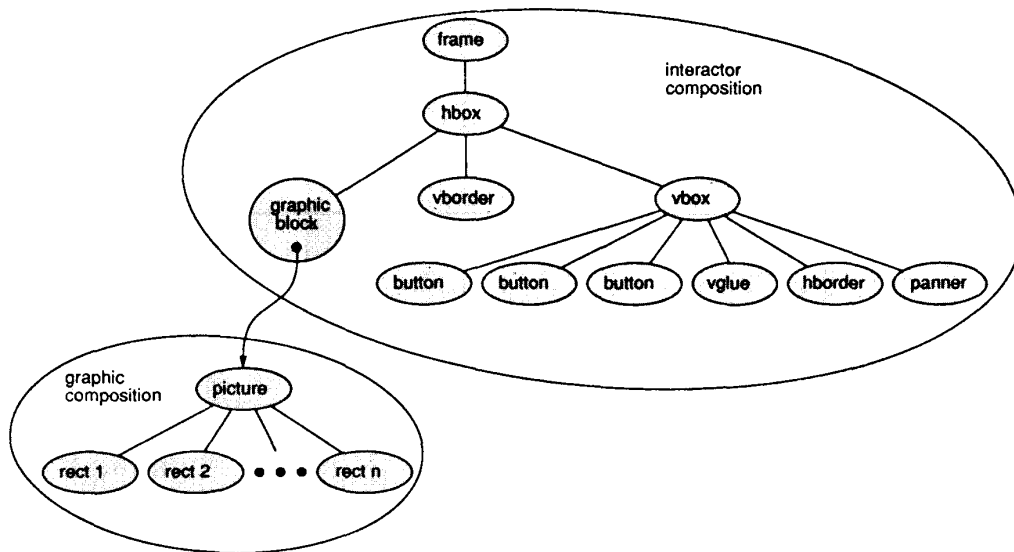 frame
interactor
composition
hbox
graphic
block
vborder
vbox
button
button
button
vglue
hborder
panner
graphic
composition
picture
rect 1
rect 2
rect n